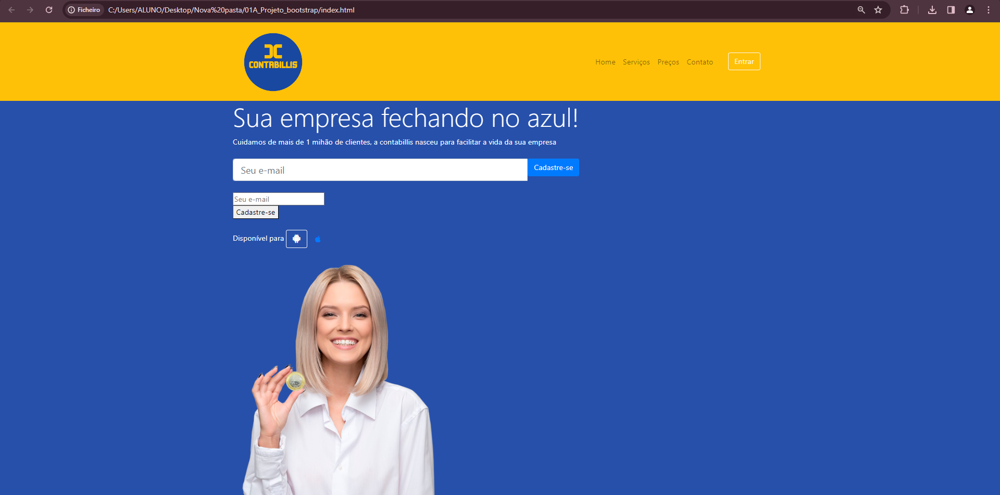 Ficheiro C:/Users/ALUNO/Desktop/Nova%20pasta/01A_Projeto_bootstrap/index.html
CONTABILLIS
Home Serviços Preços Contato Entrar
Sua empresa fechando no azul!
Cuidamos de mais de 1 mihão de clientes, a contabillis nasceu para facilitar a vida da sua empresa
Seu e-mail Cadastre-se
Seu e-mail
Cadastre-se
Disponível para